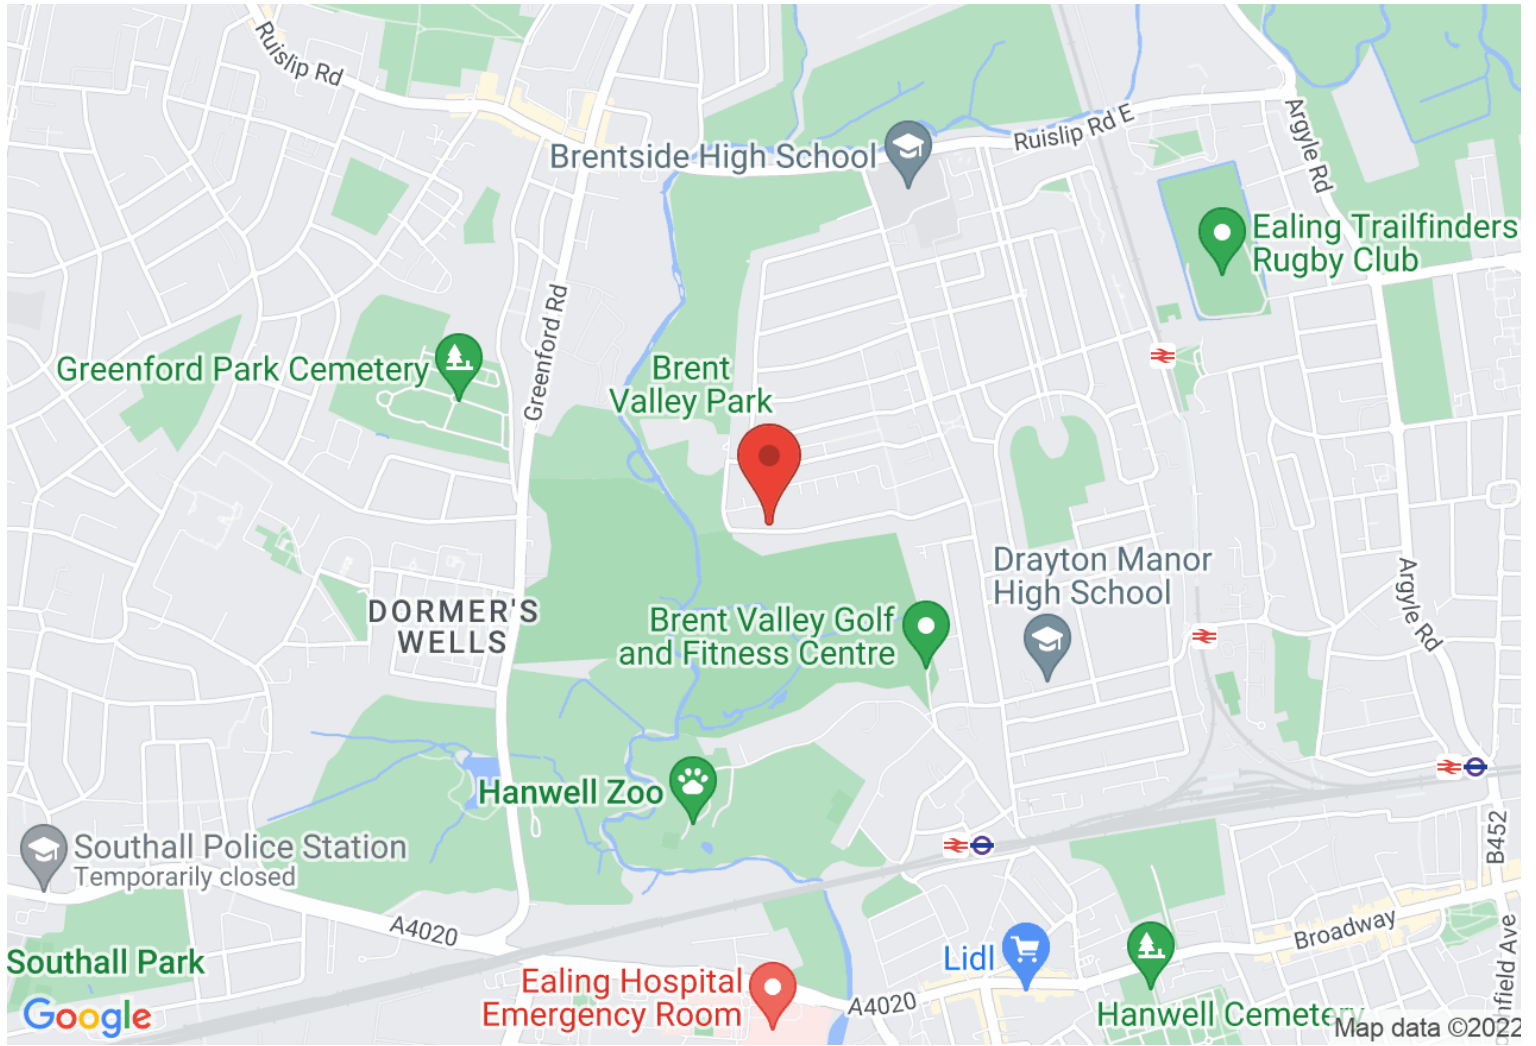 Ruislip Rd
Ruislip Rd E
Brentside High School
Argyle Rd
Ealing Trailfinders
Rugby Club
Greenford Rd
Greenford Park Cemetery
Brent
Valley Park
Drayton Manor
High School
Argyle Rd
DORMER'S
WELLS
Brent Valley Golf
and Fitness Centre
Hanwell Zoo
Southall Police Station
Temporarily closed
B452
A4020
Broadway
Southall Park
Lidl
Ealing Hospital
Emergency Room
A4020
Hanwell Cemetery
hfield Ave
Google
Map data ©2022